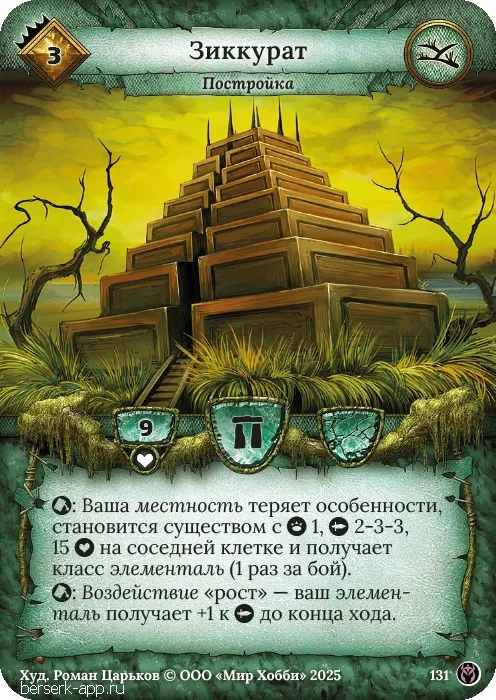 3
Зиккурат
Постройка
9
: Ваша местность теряет особенности,
становится существом с 1, 2-3-3,
15 на соседней клетке и получает
класс элементаль (1 раз за бой).
: Воздействие «рост» — ваш элемен-
таль получает +1 к до конца хода.
Худ. Роман Царьков © ООО «Мир Хобби» 2025
131
berserk-app.ru